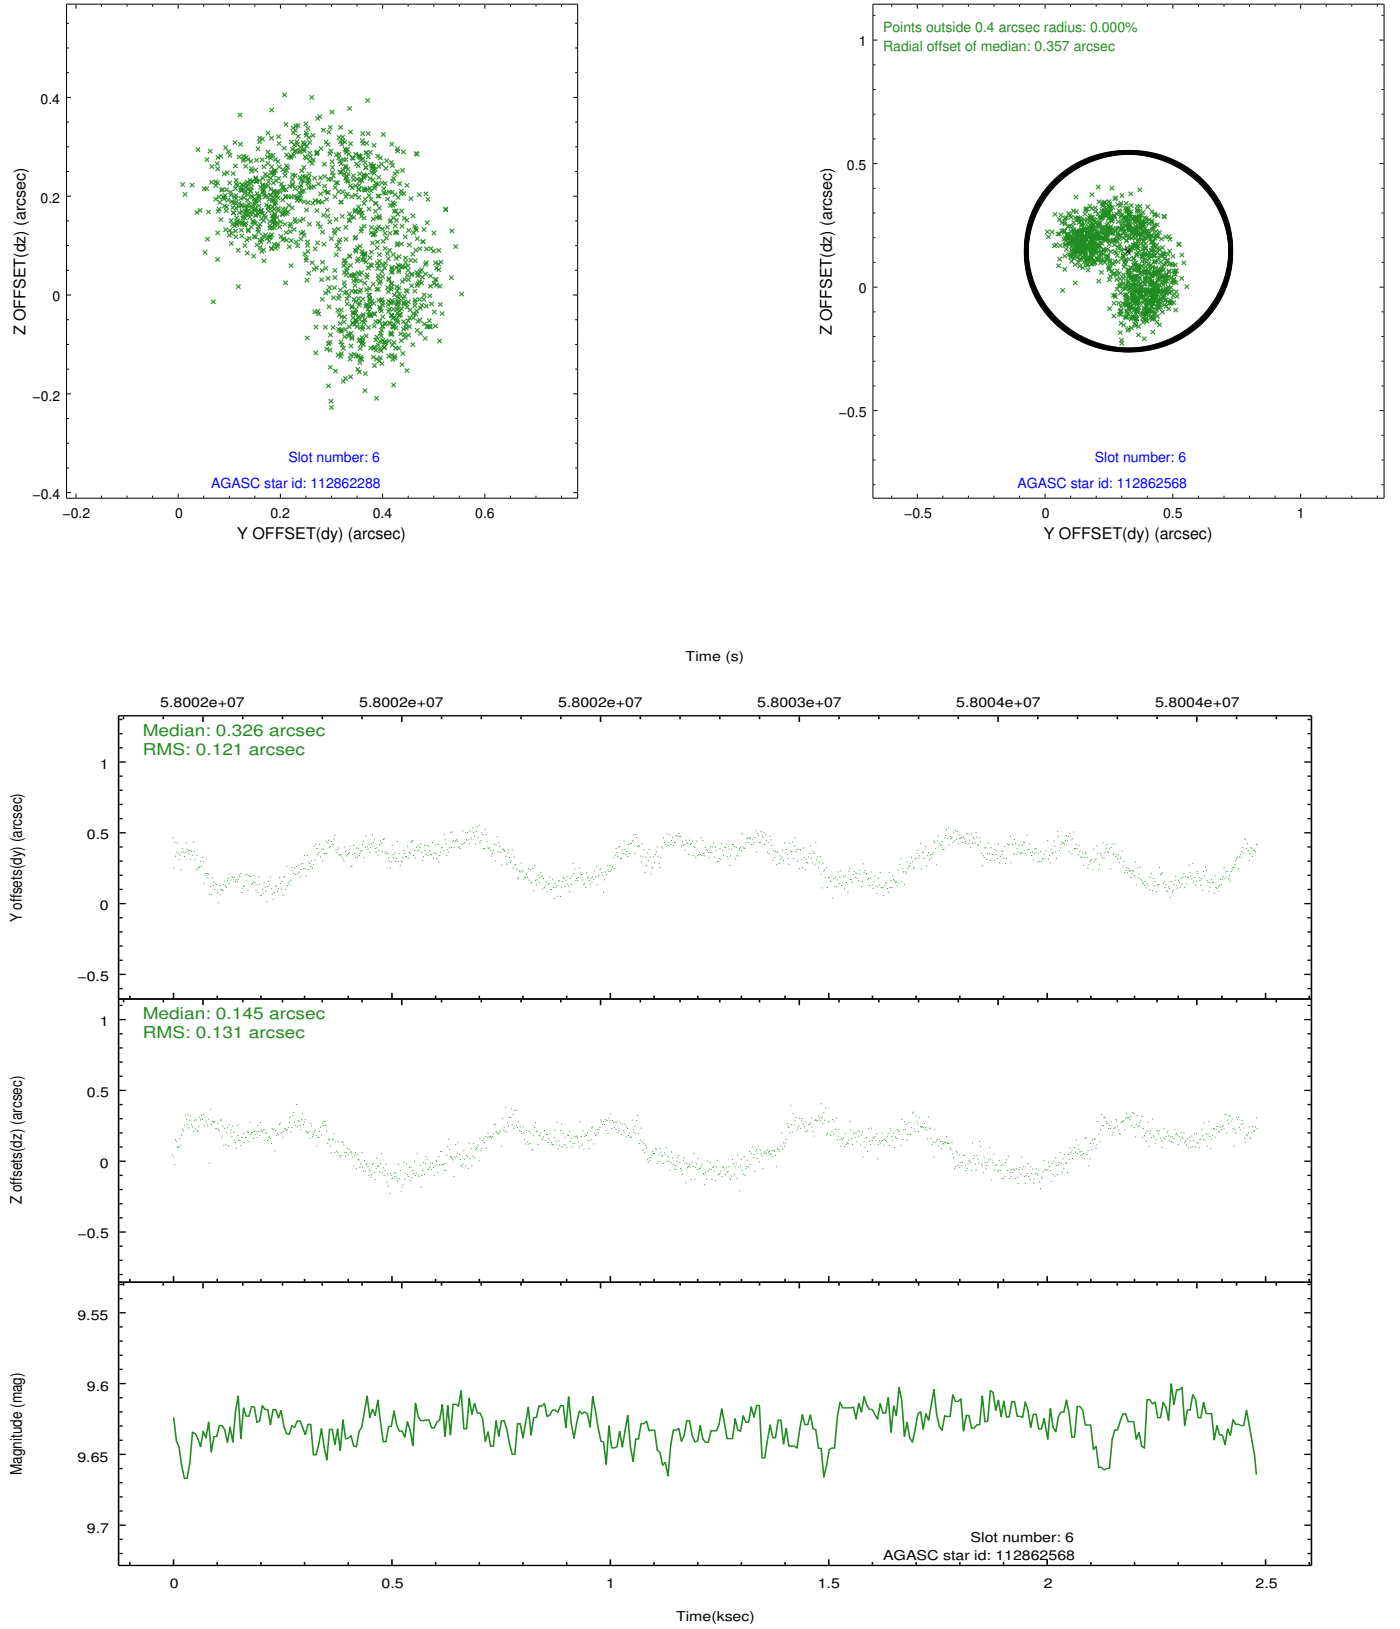 0.4
0.2
0
−0.2
−0.4
Z OFFSET(dz) (arcsec)
Slot number: 6
AGASC star id: 112862288
−0.2
0
0.2
0.4
0.6
Y OFFSET(dy) (arcsec)
Points outside 0.4 arcsec radius: 0.000%
Radial offset of median: 0.357 arcsec
1
0.5
0
−0.5
Z OFFSET(dz) (arcsec)
Slot number: 6
AGASC star id: 112862568
−0.5
0
0.5
1
Y OFFSET(dy) (arcsec)
Time (s)
5.8002e+07
5.8002e+07
5.8002e+07
5.8003e+07
5.8004e+07
5.8004e+07
Median: 0.326 arcsec
RMS: 0.121 arcsec
1
0.5
0
−0.5
Y offsets(dy) (arcsec)
Median: 0.145 arcsec
RMS: 0.131 arcsec
1
0.5
0
−0.5
Z offsets(dz) (arcsec)
9.55
9.6
9.65
9.7
Magnitude (mag)
Slot number: 6
AGASC star id: 112862568
0
0.5
1
1.5
2
2.5
Time(ksec)